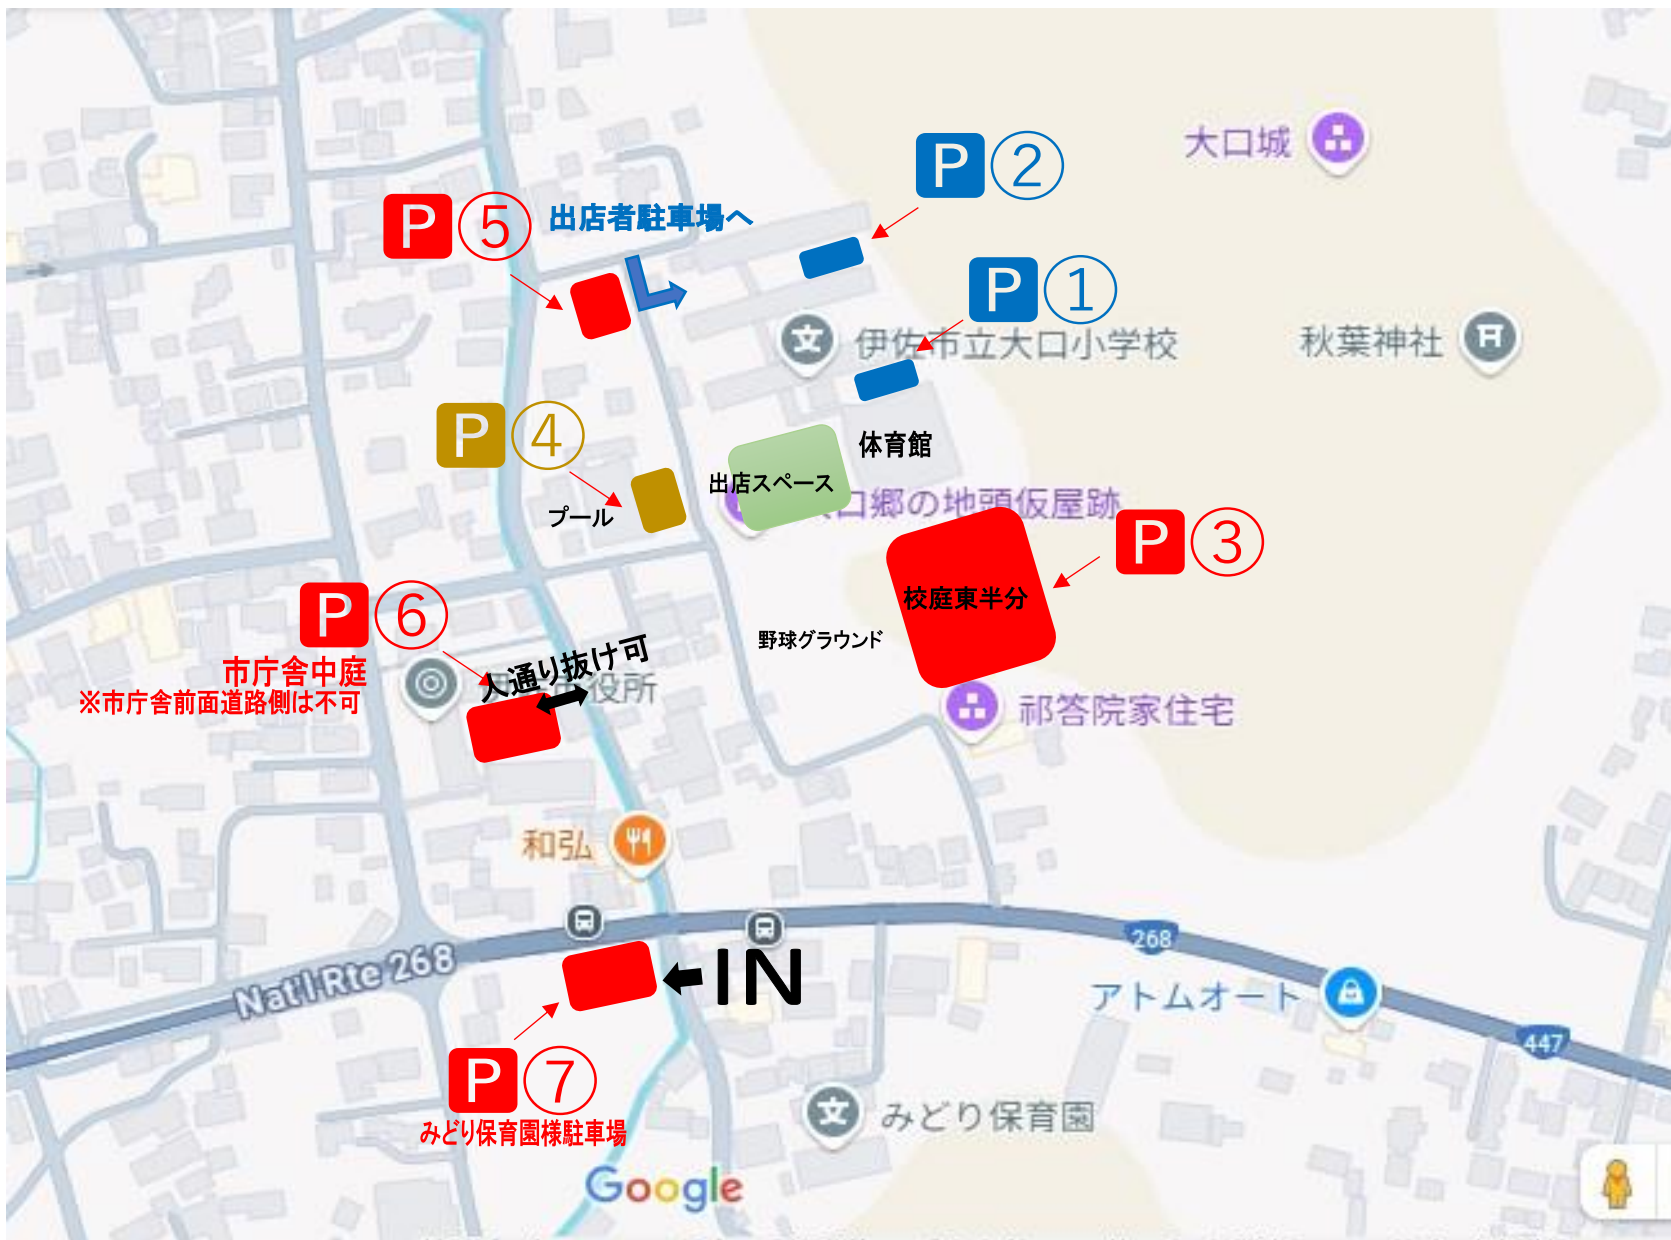 大口城
P②
P⑤
出店者駐車場へ
P①
伊佐市立大口小学校
秋葉神社
P④
体育館
出店スペース
口郷の地頭仮屋跡
プール
P③
校庭東半分
P⑥
野球グラウンド
人通り抜け可
市庁舎中庭
役所
※市庁舎前面道路側は不可
祁答院家住宅
和弘
268
Nat'l Rte 268
IN
アトムオート
447
P⑦
みどり保育園様駐車場
みどり保育園
Google